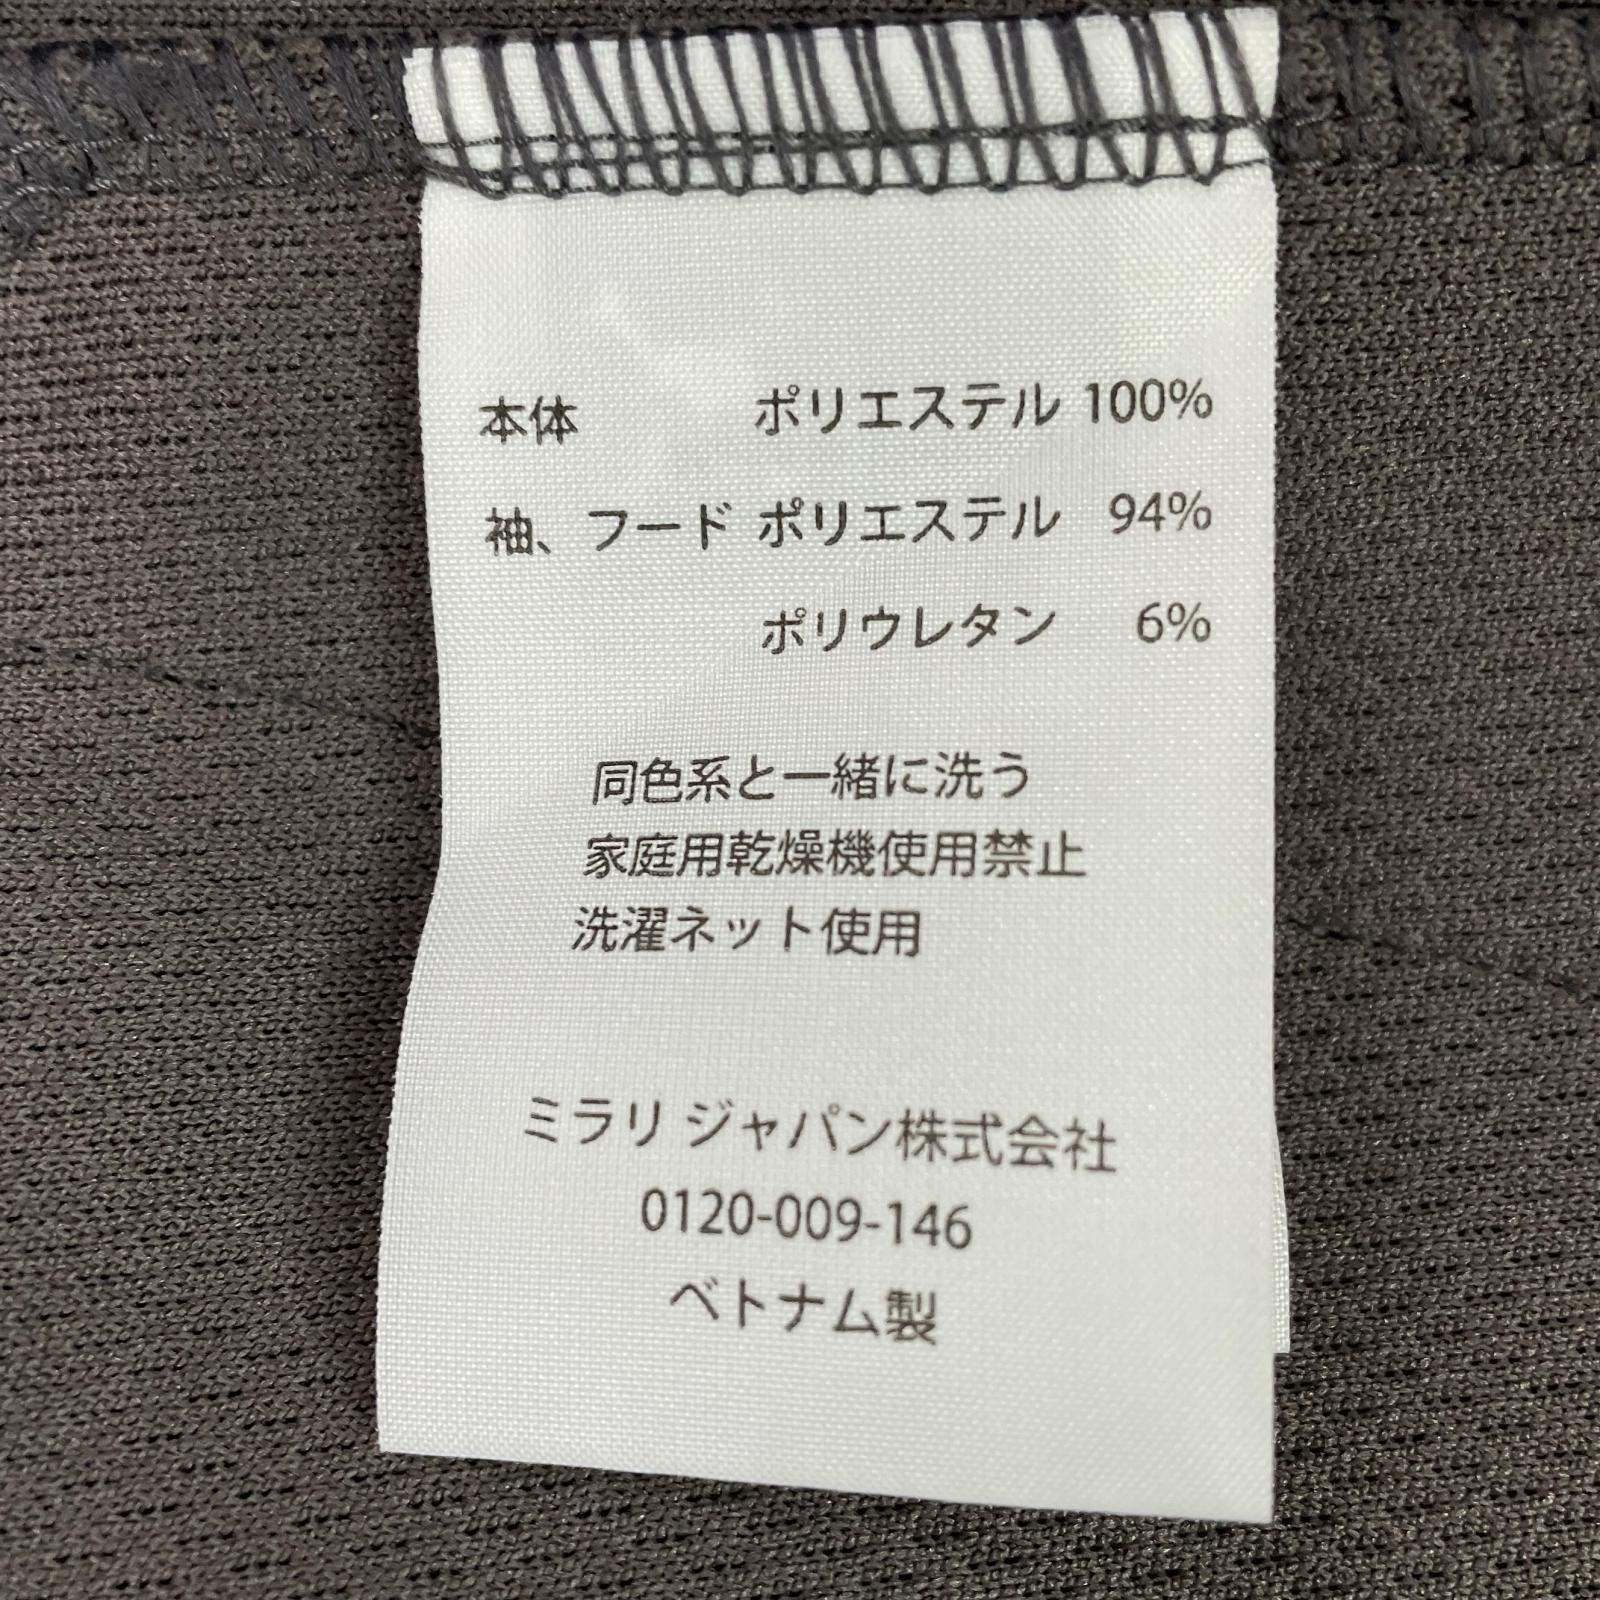 本体 ポリエステル 100%
袖、フード ポリエステル 94%
ポリウレタン 6%
同色系と一緒に洗う
家庭用乾燥機使用禁止
洗濯ネット使用
ミラリ ジャパン株式会社
0120-009-146
ベトナム製